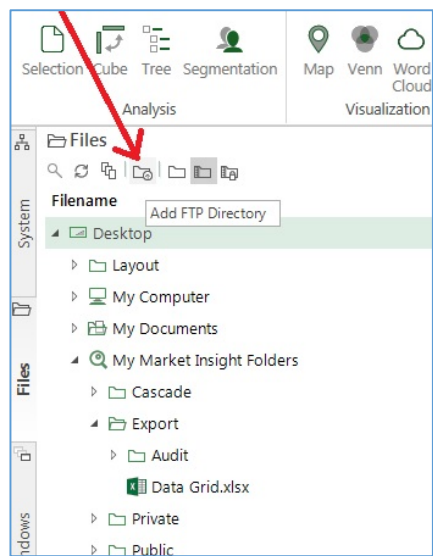 Selection Cube Tree Segmentation Map Venn Word
Cloud
Analysis Visualization
Files
Filename
Add FTP Directory
Desktop
Layout
My Computer
My Documents
My Market Insight Folders
Cascade
Export
Audit
Data Grid.xlsx
Private
Public
System
Files